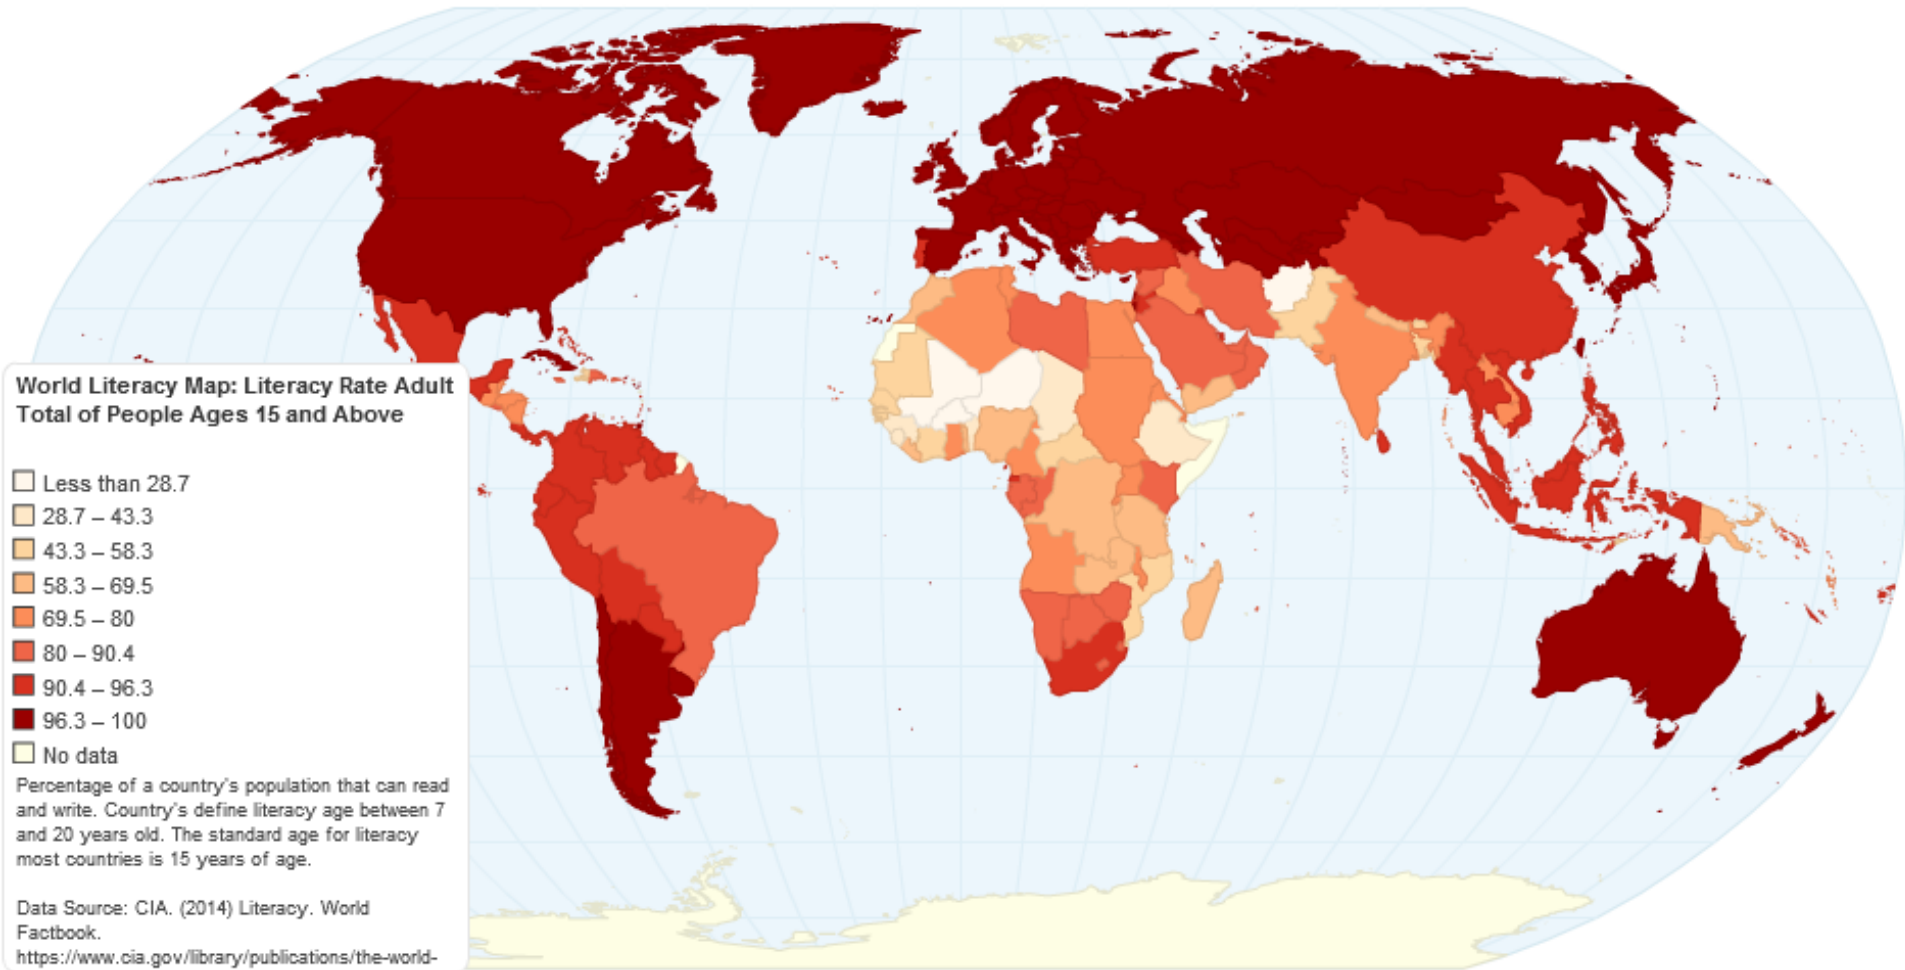 World Literacy Map: Literacy Rate Adult
Total of People Ages 15 and Above
Less than 28.7
28.7 – 43.3
43.3 – 58.3
58.3 – 69.5
69.5 – 80
80 – 90.4
90.4 – 96.3
96.3 – 100
No data
Percentage of a country's population that can read
and write. Country's define literacy age between 7
and 20 years old. The standard age for literacy
most countries is 15 years of age.
Data Source: CIA. (2014) Literacy. World
Factbook.
https://www.cia.gov/library/publications/the-world-